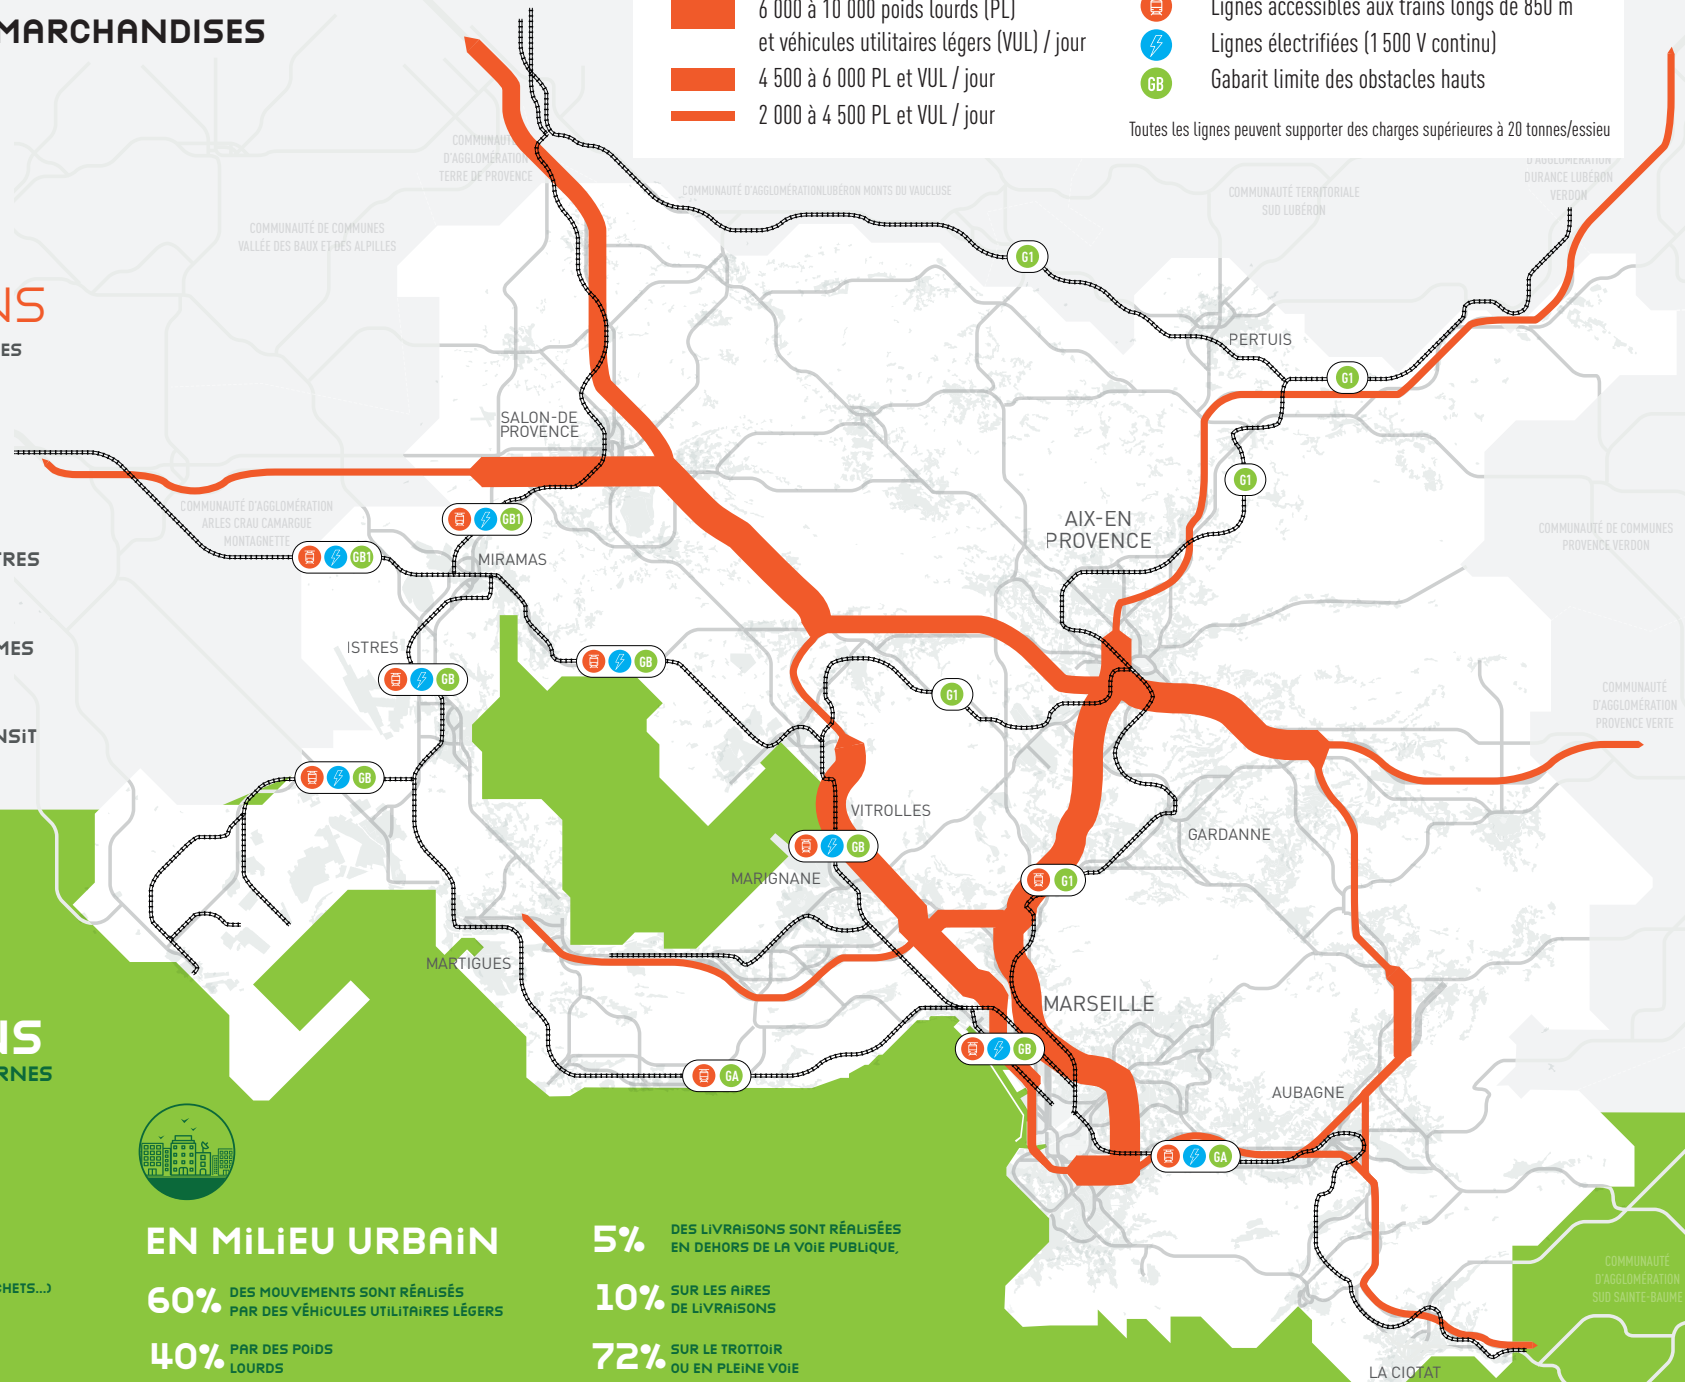 MARCHANDISES
6 000 à 10 000 poids lourds (PL)
et véhicules utilitaires légers (VUL) / jour
4 500 à 6 000 PL et VUL / jour
2 000 à 4 500 PL et VUL / jour
Lignes accessibles aux trains longs de 850 m
Lignes électrifiées (1 500 V continu)
GB
Gabarit limite des obstacles hauts
Toutes les lignes peuvent supporter des charges supérieures à 20 tonnes/essieu
COMMUNAUTÉ
D'AGGLOMÉRATION
TERRE DE PROVENCE
COMMUNAUTÉ DE COMMUNES
VALLÉE DES BAUX ET DES ALPILLES
COMMUNAUTÉ D'AGGLOMÉRATIONLUBÉRON MONTS DU VAUCLUSE
COMMUNAUTÉ TERRITORIALE
SUD LUBÉRON
D'AGGLOMÉRATION
DURANCE LUBÉRON
VERDON
G1
NS
ES
PERTUIS
G1
SALON-DE
PROVENCE
G1
COMMUNAUTÉ D'AGGLOMÉRATION
ARLES CRAU CAMARGUE
MONTAGNETTE
GB1
AIX-EN
PROVENCE
COMMUNAUTÉ DE COMMUNES
PROVENCE VERDON
GB1
MIRAMAS
TRES
ISTRES
MES
GB
GB
G1
COMMUNAUTÉ
D'AGGLOMÉRATION
PROVENCE VERTE
NSiT
GB
VITROLLES
GARDANNE
GB
MARIGNANE
G1
MARTIGUES
MARSEILLE
NS
RNES
GB
GA
AUBAGNE
GA
EN MiLiEU URBAiN
60%
DES MOUVEMENTS SONT RÉALiSÉS
PAR DES VÉHiCULES UTiLiTAiRES LÉGERS
40%
PAR DES POiDS
LOURDS
5%
DES LiVRAiSONS SONT RÉALiSÉES
EN DEHORS DE LA VOiE PUBLiQUE,
10%
SUR LES AiRES
DE LiVRAiSONS
72%
SUR LE TROTTOiR
OU EN PLEiNE VOiE
CHETS...)
COMMUNAUTÉ
D'AGGLOMÉRATION
SUD SAINTE-BAUME
LA CIOTAT